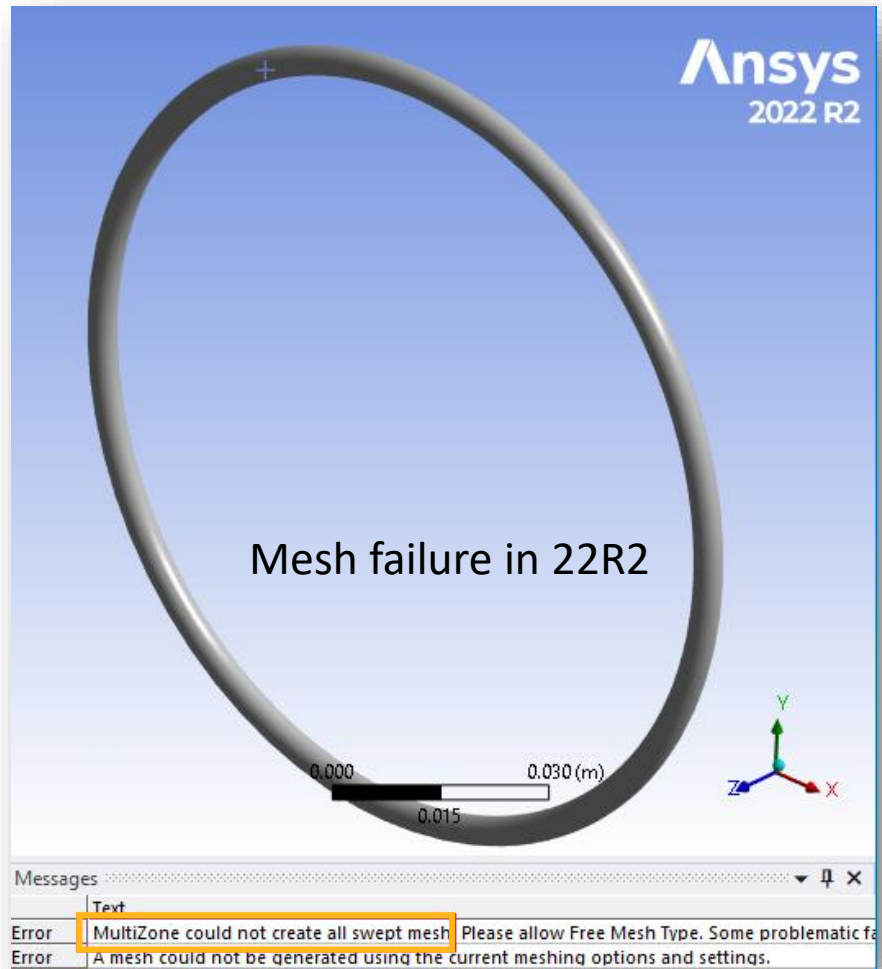 Ansys
2022 R2
Mesh failure in 22R2
Y
0.000 0.030 (m)
Z X
0.015
Messages
Text
Error MultiZone could not create all swept mesh Please allow Free Mesh Type. Some problematic
Error A mesh could not be generated using the current meshing options and settings.